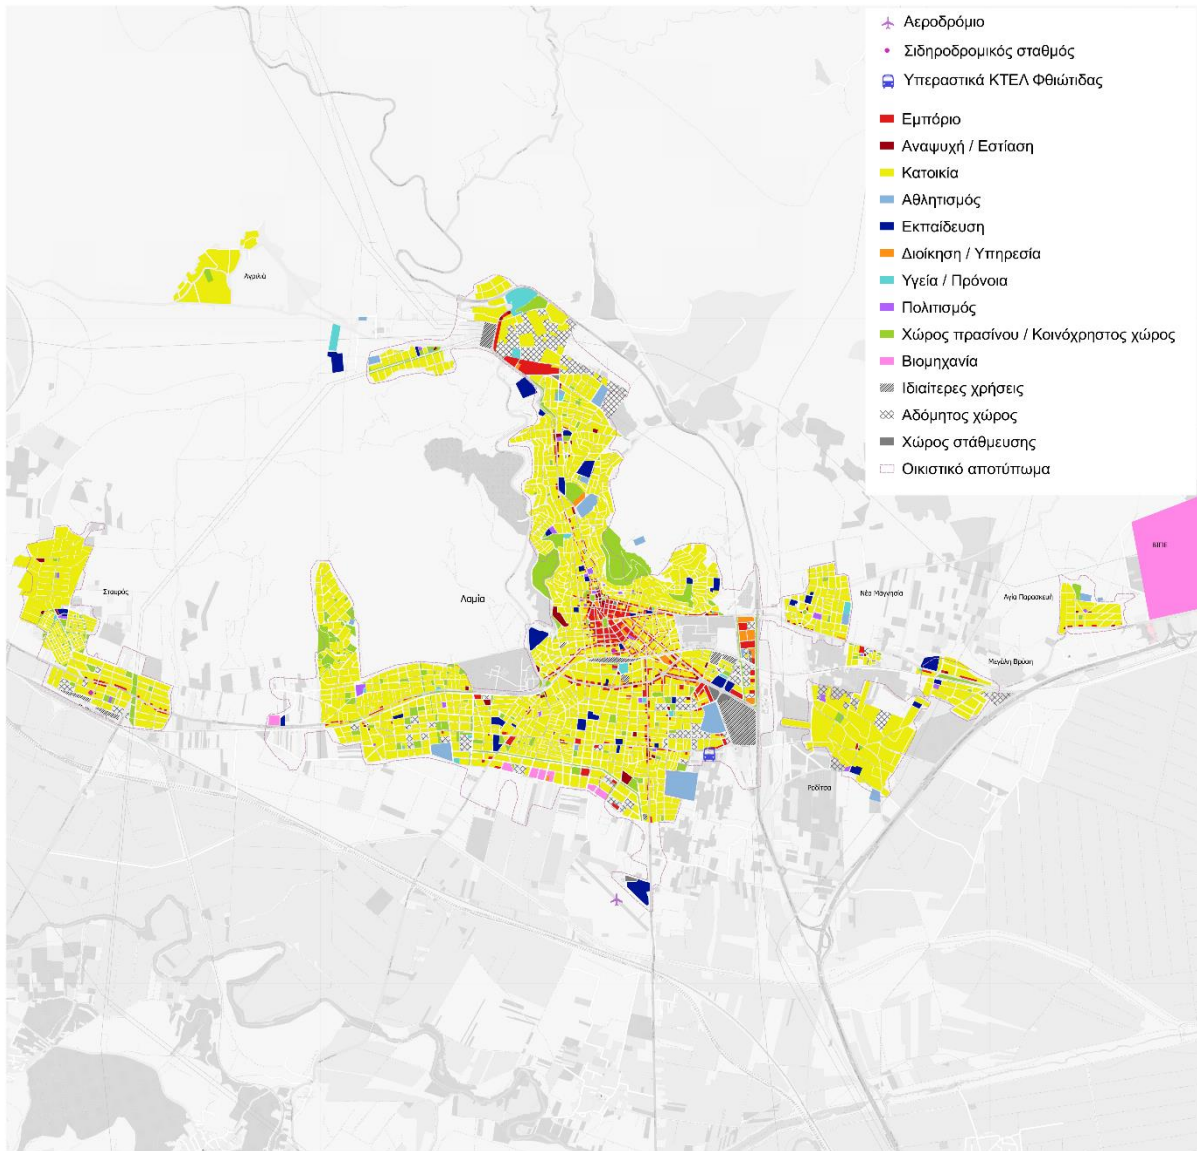 Αεροδρόμιο
Σιδηροδρομικός σταθμός
Υπεραστικά ΚΤΕΛ Φθιώτιδας
Εμπόριο
Αναψυχή / Εστίαση
Κατοικία
Αθλητισμός
Εκπαίδευση
Διοίκηση / Υπηρεσία
Υγεία / Πρόνοια
Πολιτισμός
Χώρος πρασίνου / Κοινόχρηστος χώρος
Βιομηχανία
Ιδιαίτερες χρήσεις
Αδόμητος χώρος
Χώρος στάθμευσης
Οικιστικό αποτύπωμα
Αγριλιά
ΒΙΠΕ
Σταυρός
Λαμία
Νέα Μαγνησία
Αγία Παρασκευή
Μεγάλη Βρύση
Ροδίτσα